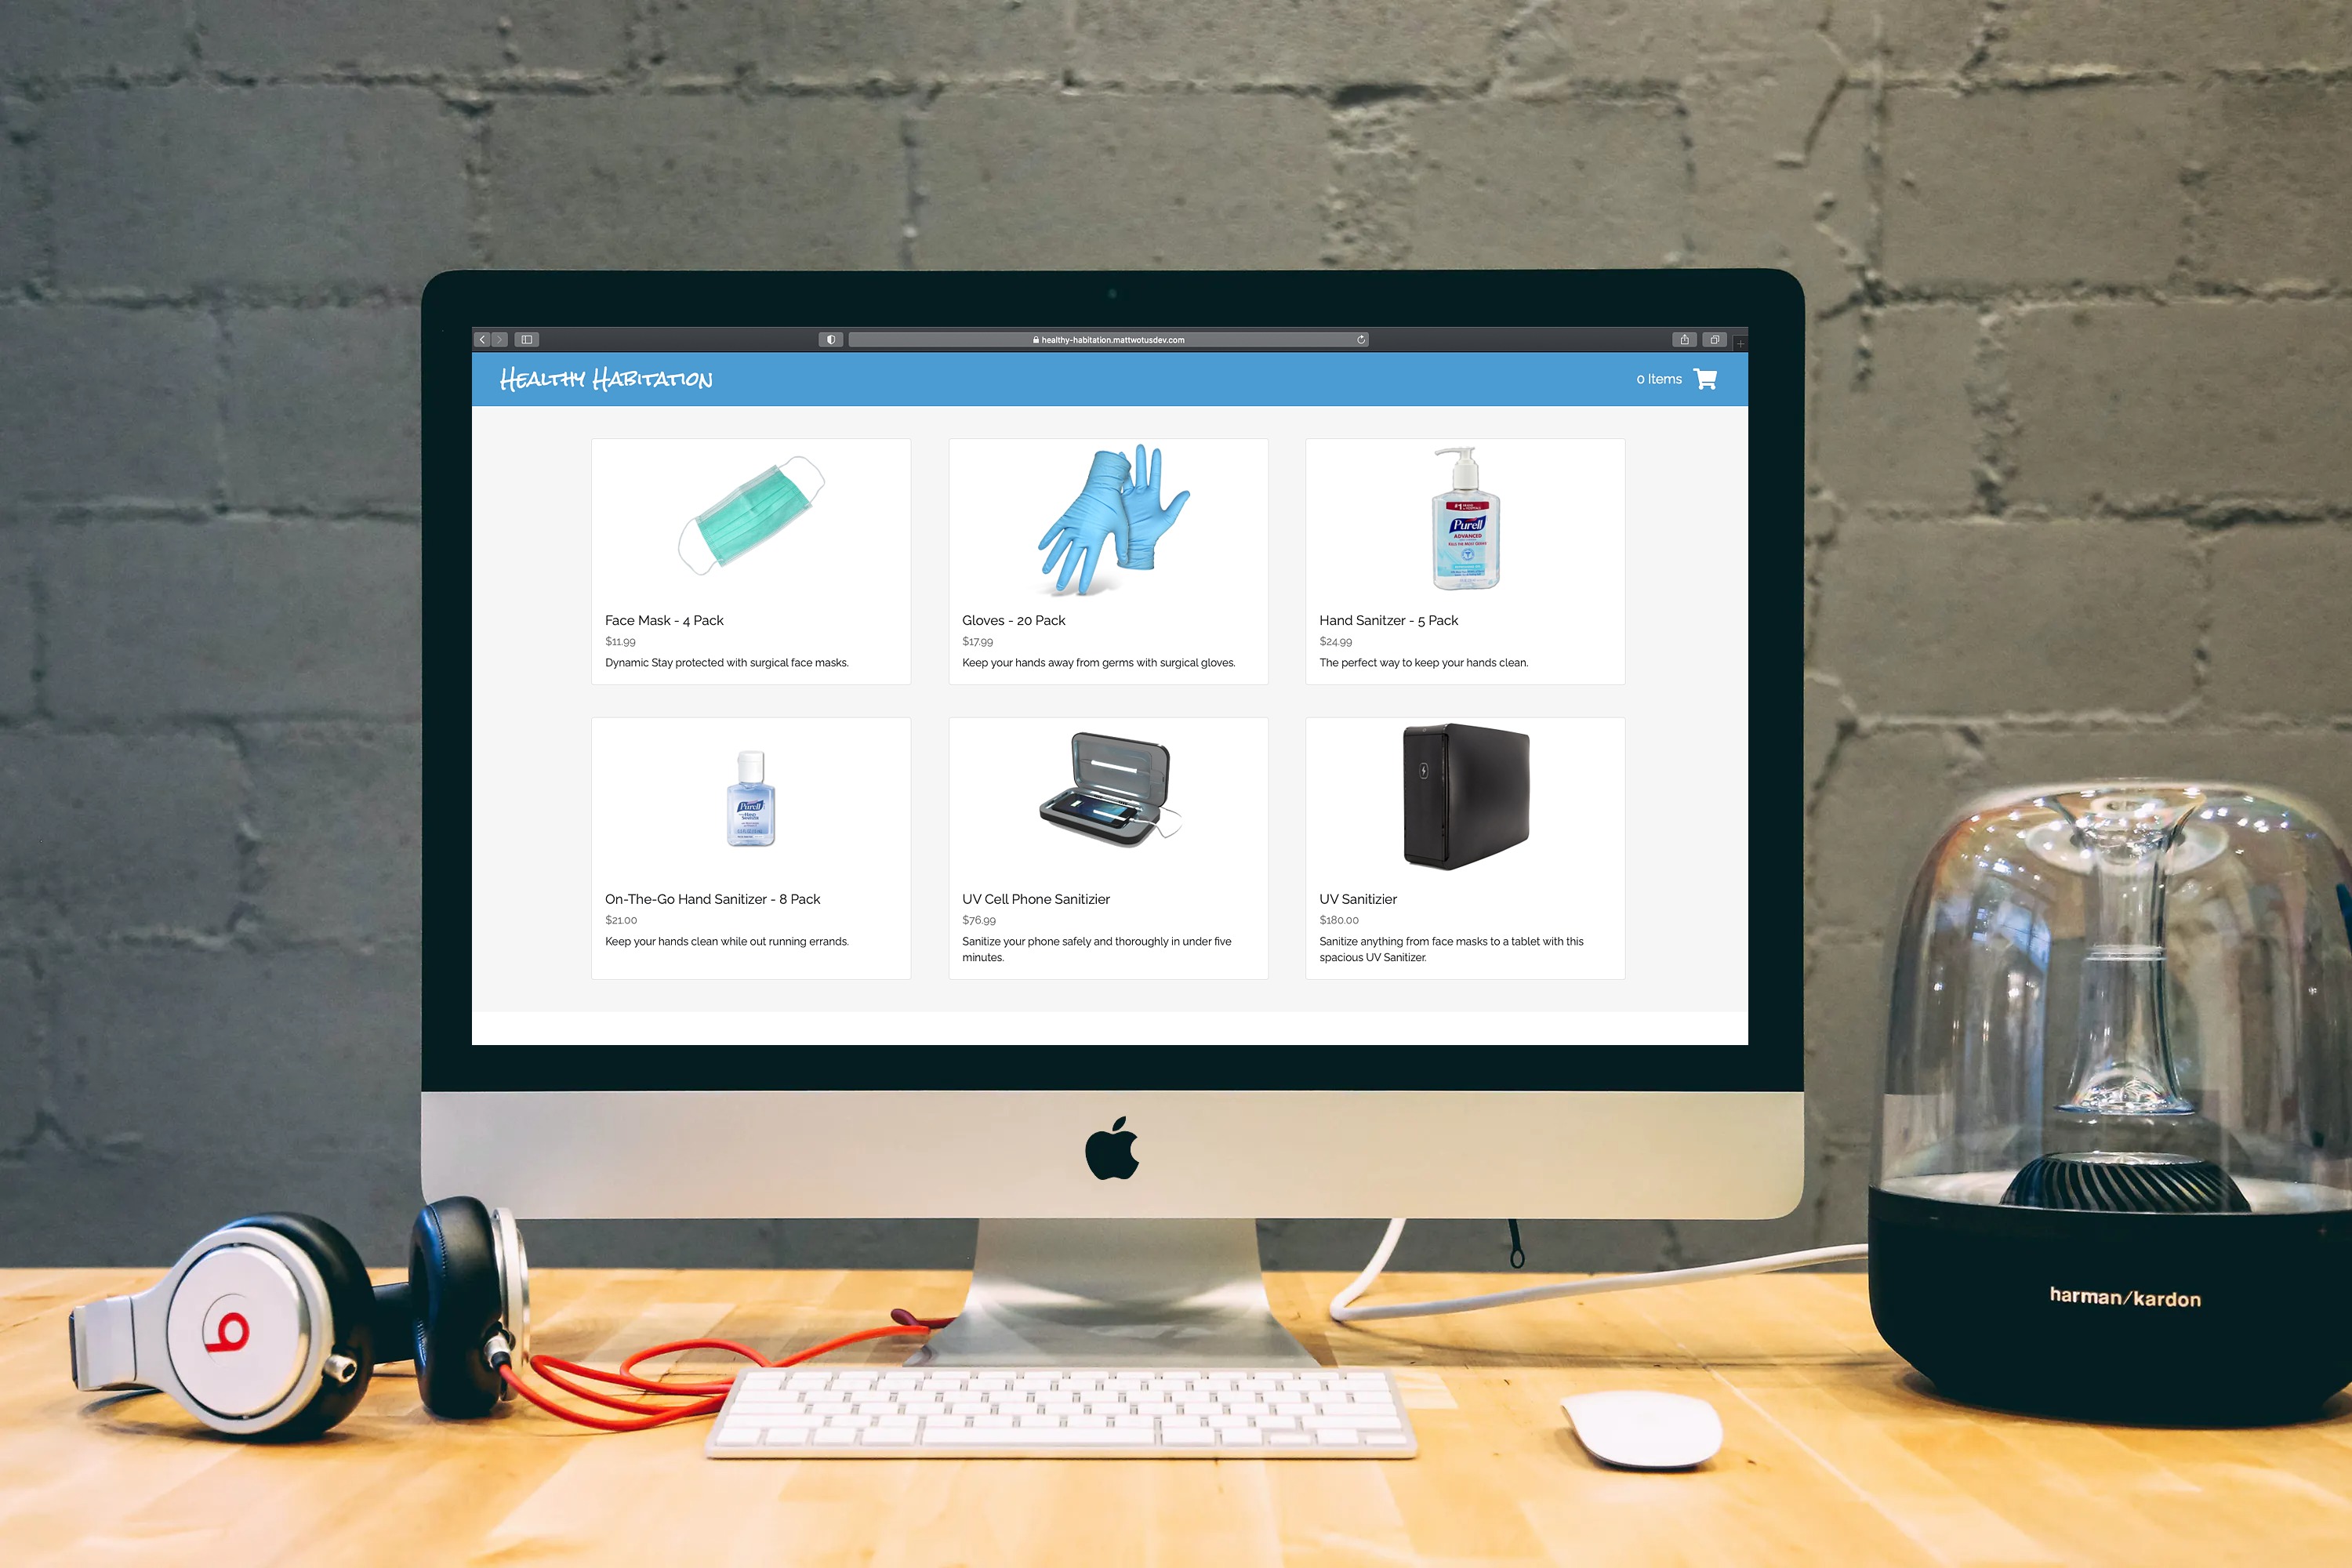 healthy-habitation.mattwotusdev.com
Healthy Habitation
0 Items
#1
Purell
ADVANCED
Face Mask - 4 Pack
$11.99
Dynamic Stay protected with surgical face masks.
Gloves - 20 Pack
$17.99
Keep your hands away from germs with surgical gloves.
Hand Sanitzer - 5 Pack
$24.99
The perfect way to keep your hands clean.
Purell
On-The-Go Hand Sanitizer - 8 Pack
$21.00
Keep your hands clean while out running errands.
UV Cell Phone Sanitizier
$76.99
Sanitize your phone safely and thoroughly in under five
minutes.
UV Sanitizier
$180.00
Sanitize anything from face masks to a tablet with this
spacious UV Sanitizer.
b
harman/kardon